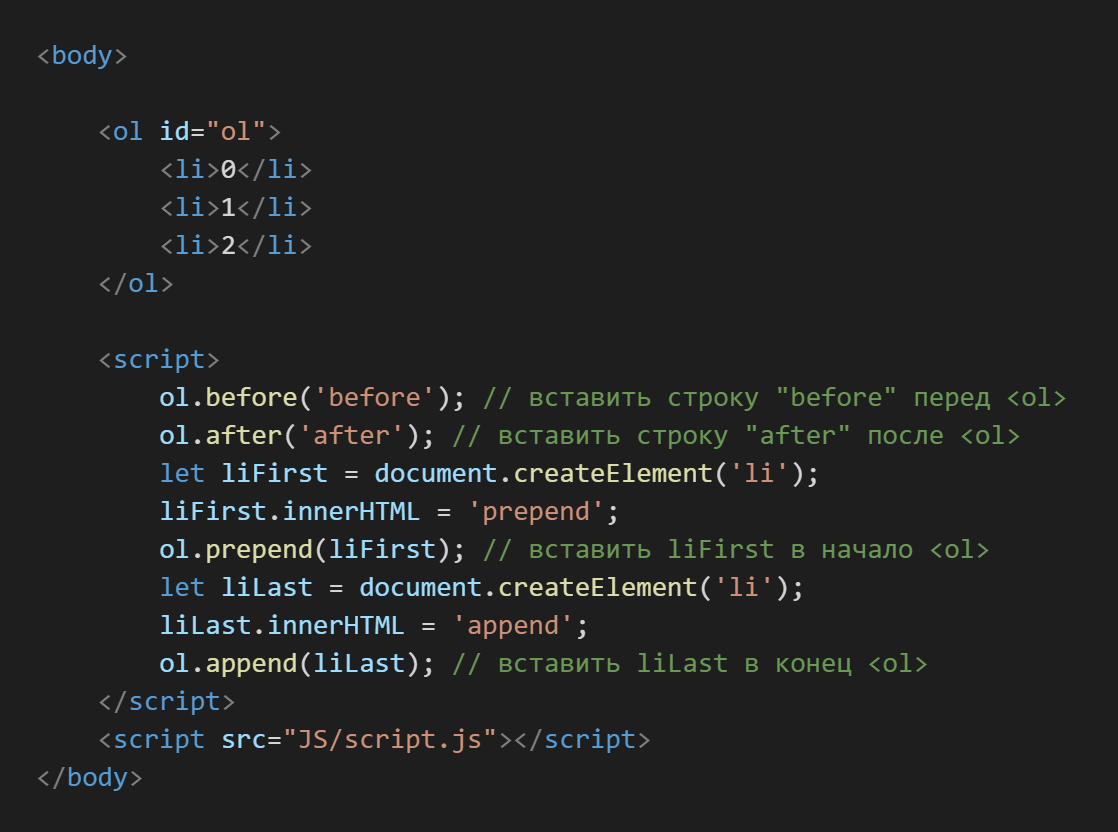 <body>
<ol id="ol">
<li>0</li>
<li>1</li>
<li>2</li>
</ol>
<script>
ol.before('before'); // вставить строку "before" перед <ol>
ol.after('after'); // вставить строку "after" после <ol>
let liFirst = document.createElement('li');
liFirst.innerHTML = 'prepend';
ol.prepend(liFirst); // вставить liFirst в начало <ol>
let liLast = document.createElement('li');
liLast.innerHTML = 'append';
ol.append(liLast); // вставить liLast в конец <ol>
</script>
<script src="JS/script.js"></script>
</body>